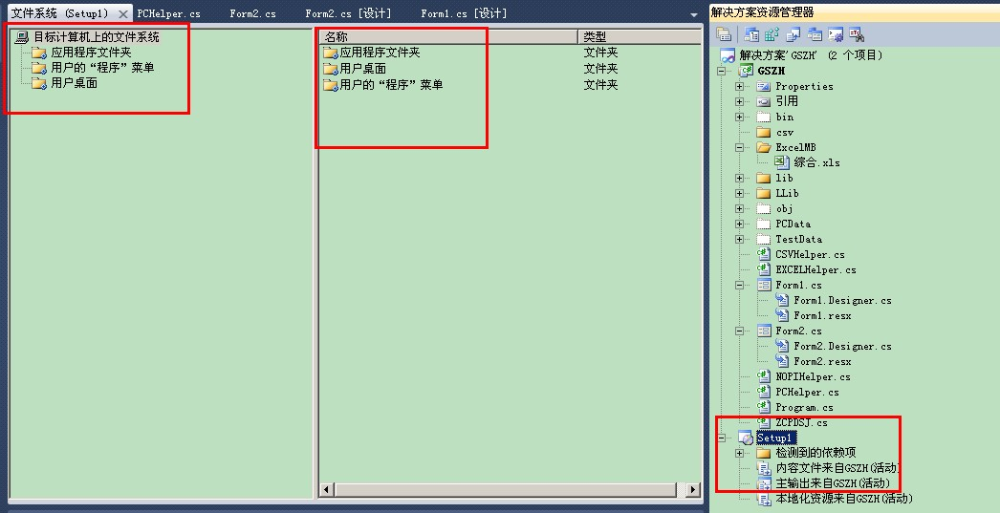 文件系统 (Setup1)
PCHelper.cs
Form2.cs
Form2.cs [设计]
Form1.cs [设计]
目标计算机上的文件系统
应用程序文件夹
用户的“程序”菜单
用户桌面
名称
类型
应用程序文件夹
文件夹
用户桌面
文件夹
用户的“程序”菜单
文件夹
解决方案资源管理器
解决方案'GSZH' (2 个项目)
GSZH
Properties
引用
bin
csv
ExcelMB
综合.xls
lib
LLib
obj
PCData
TestData
CSVHelper.cs
EXCELHelper.cs
Form1.cs
Form1.Designer.cs
Form1.resx
Form2.cs
Form2.Designer.cs
Form2.resx
NOPIHelper.cs
PCHelper.cs
Program.cs
ZCPDSJ.cs
Setup1
检测到的依赖项
内容文件来自GSZH(活动)
主输出来自GSZH(活动)
本地化资源来自GSZH(活动)